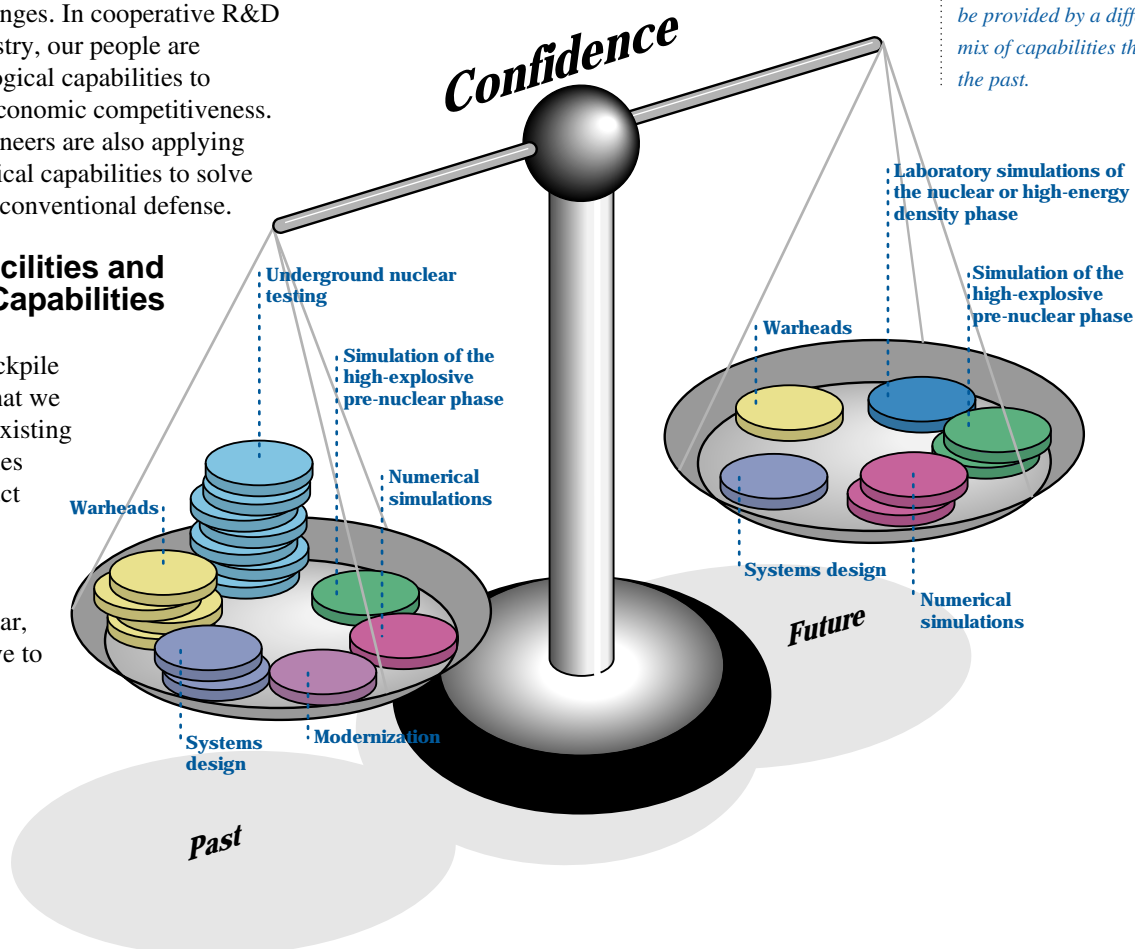 nges. In cooperative R&D
stry, our people are
ogical capabilities to
conomic competitiveness.
neers are also applying
ical capabilities to solve
conventional defense.
cilities and
Capabilities
ckpile
hat we
xisting
es
ct
ar,
ve to
be provided by a diff
mix of capabilities th
the past.
Confidence
Underground nuclear
testing
Simulation of the
high-explosive
pre-nuclear phase
Numerical
simulations
Warheads
Systems
design
Modernization
Past
Laboratory simulations of
the nuclear or high-energy
density phase
Simulation of the
high-explosive
pre-nuclear phase
Warheads
Systems design
Numerical
simulations
Future